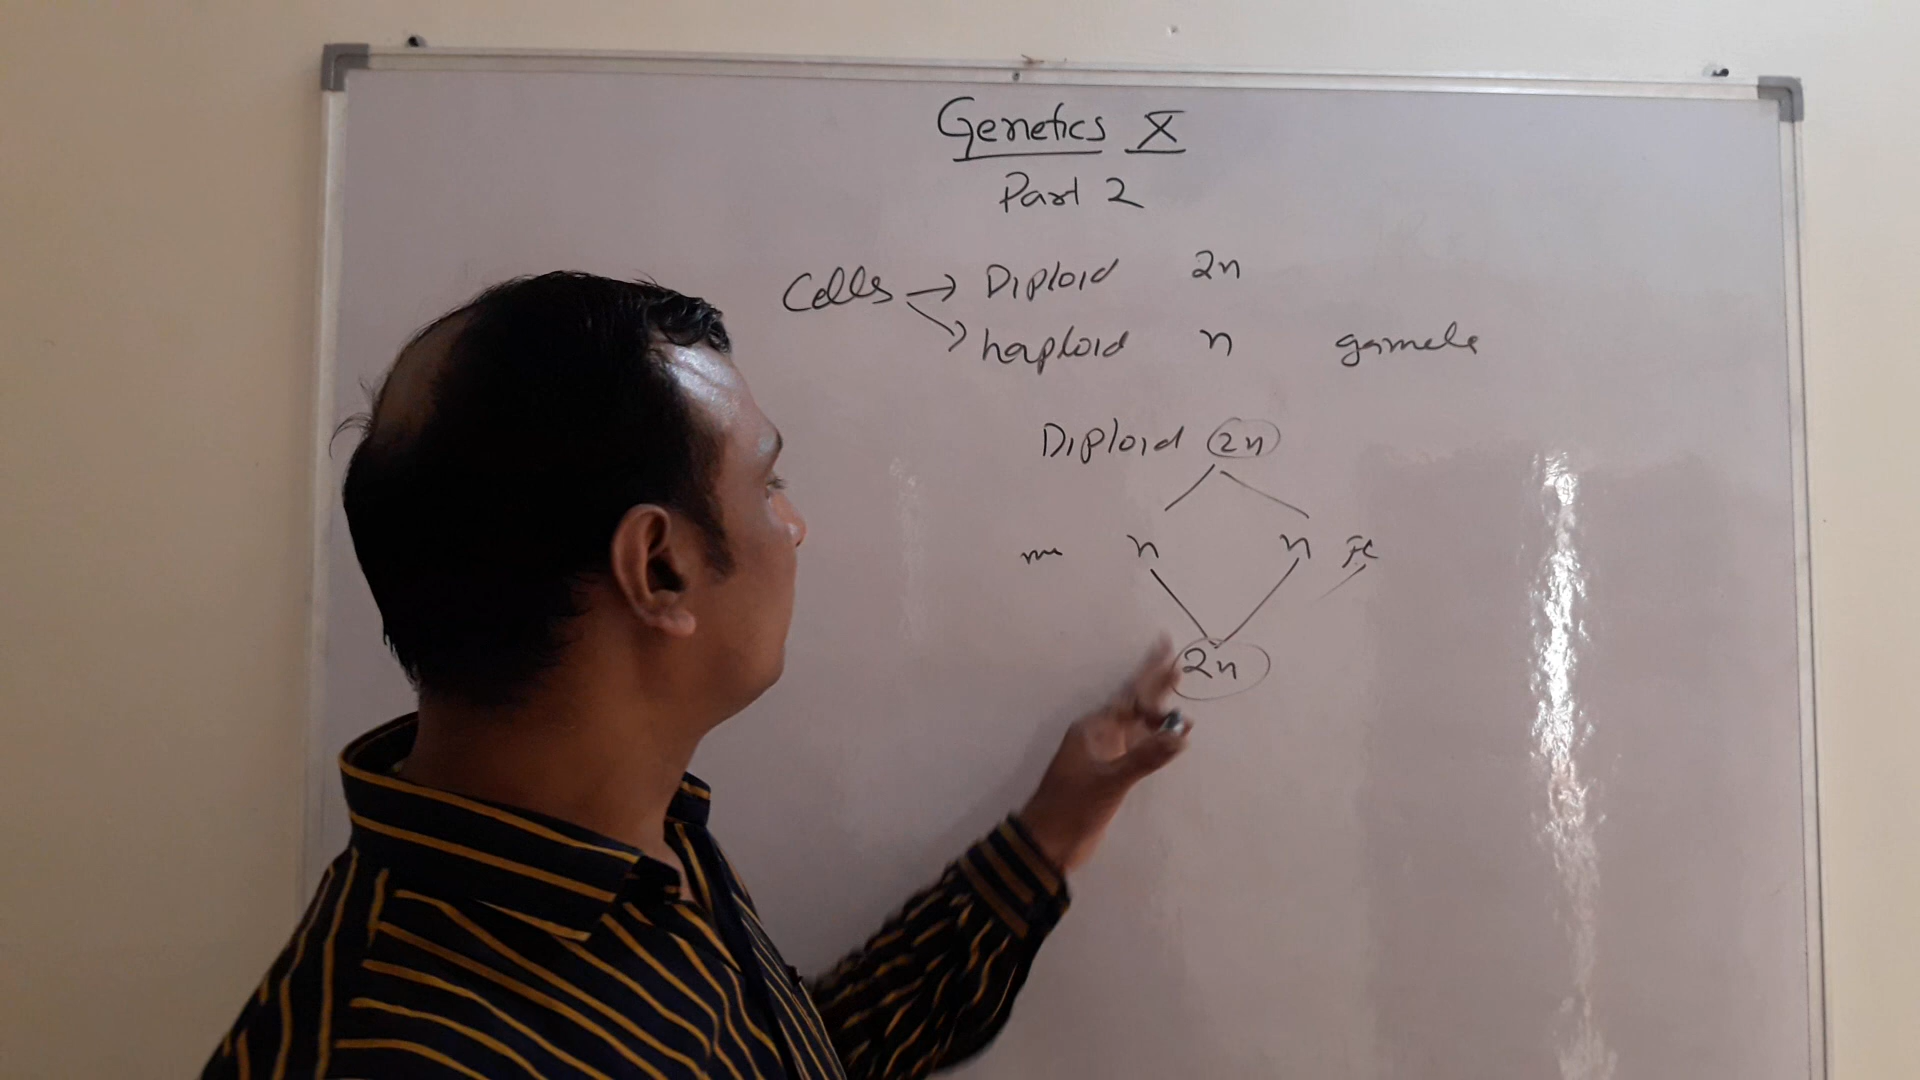 Genetics X
Part 2
Cells → Diploid 2n
→ haploid n gamete
Diploid 2n
n n
2n